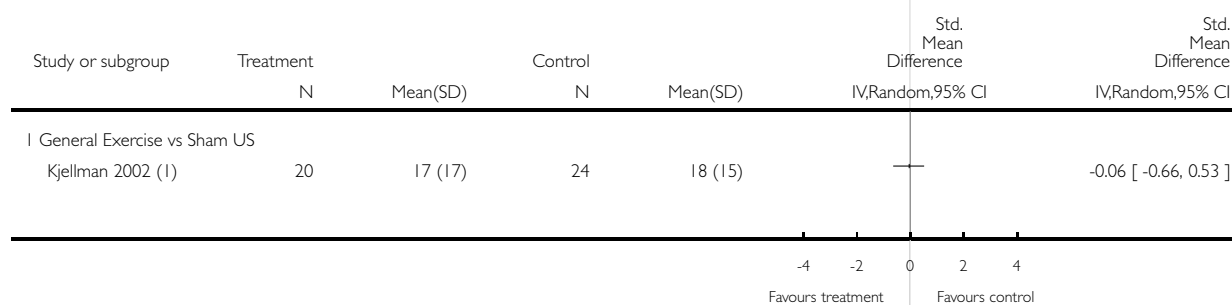 Std.
Mean
Difference
Std.
Mean
Difference
Study or subgroup Treatment Control
N Mean(SD) N Mean(SD) IV,Random,95% CI IV,Random,95% CI
1 General Exercise vs Sham US
Kjellman 2002 (1) 20 17 (17) 24 18 (15) -0.06 [ -0.66, 0.53 ]
-4 -2 0 2 4
Favours treatment Favours control